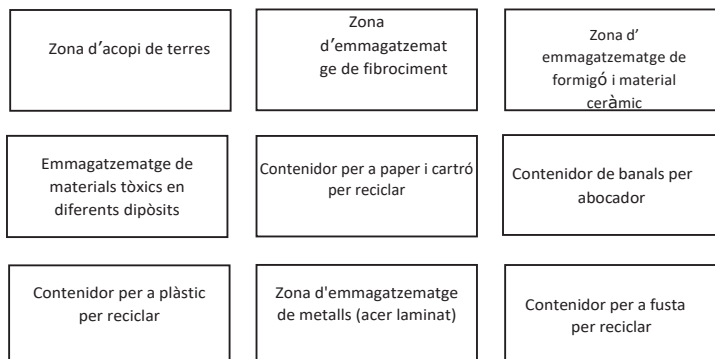 Zona d'acopi de terres
Zona
d'emmagatzemat
ge de fibrociment
Zona d'
emmagatzematge de
formigó i material
ceràmic
Emmagatzematge de
materials tòxics en
diferents dipòsits
Contenidor per a paper i cartró
per reciclar
Contenidor de banals per
abocador
Contenidor per a plàstic
per reciclar
Zona d'emmagatzematge
de metalls (acer laminat)
Contenidor per a fusta
per reciclar